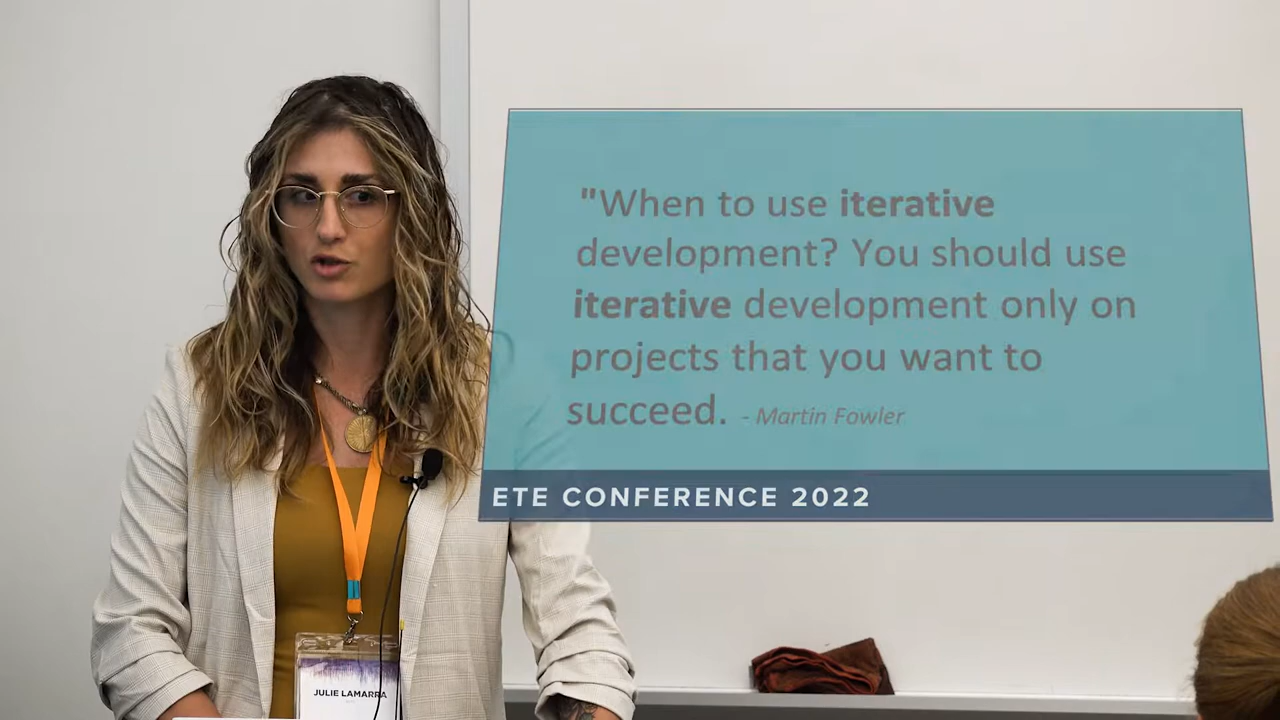 "When to use iterative
development? You should use
iterative development only on
projects that you want to
succeed. - Martin Fowler
ETE CONFERENCE 2022
JULIE LAMARRA